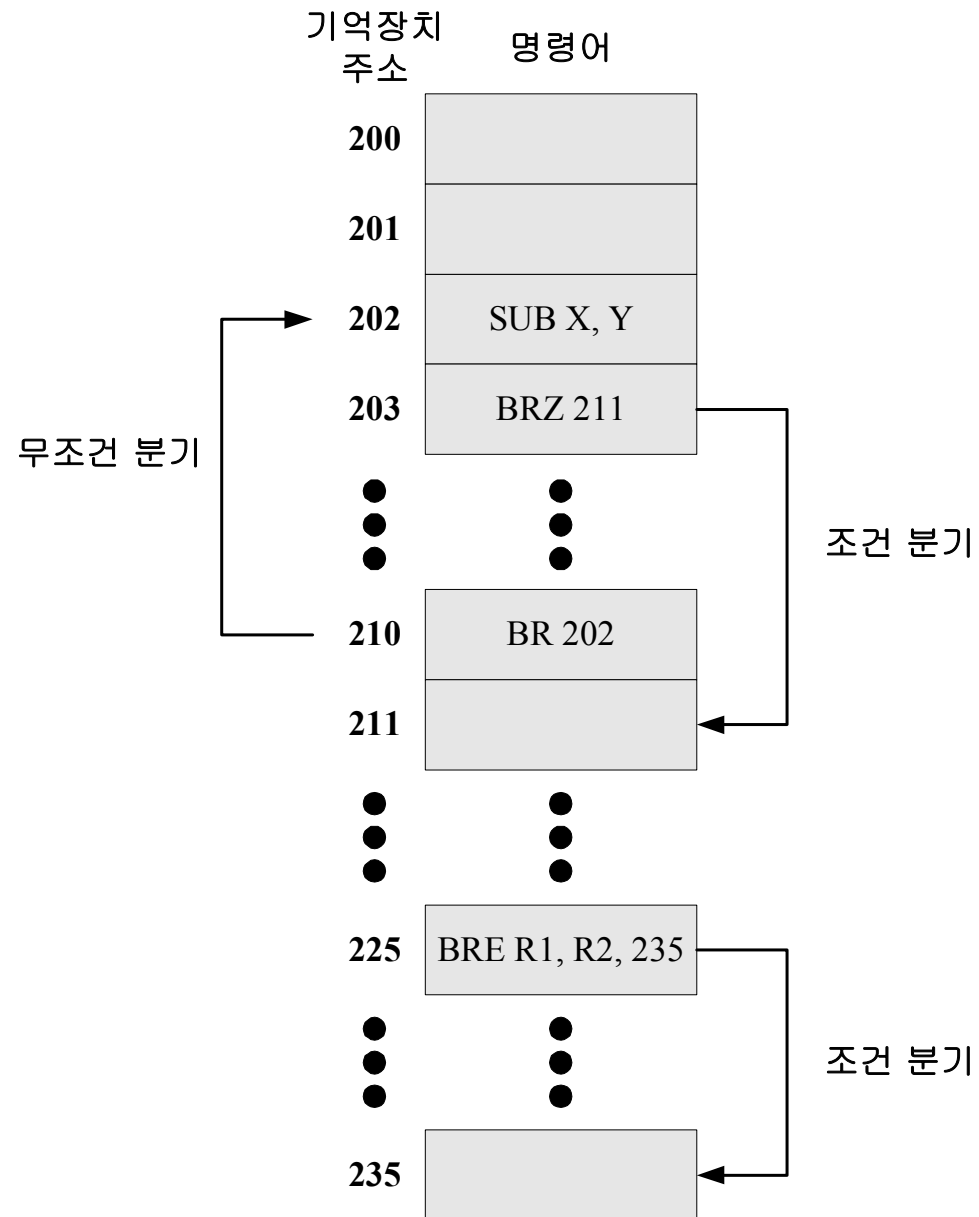 기억장치
주소
명령어
200
201
202 SUB X, Y
203 BRZ 211
무조건 분기
조건 분기
210 BR 202
211
225 BRE R1, R2, 235
조건 분기
235